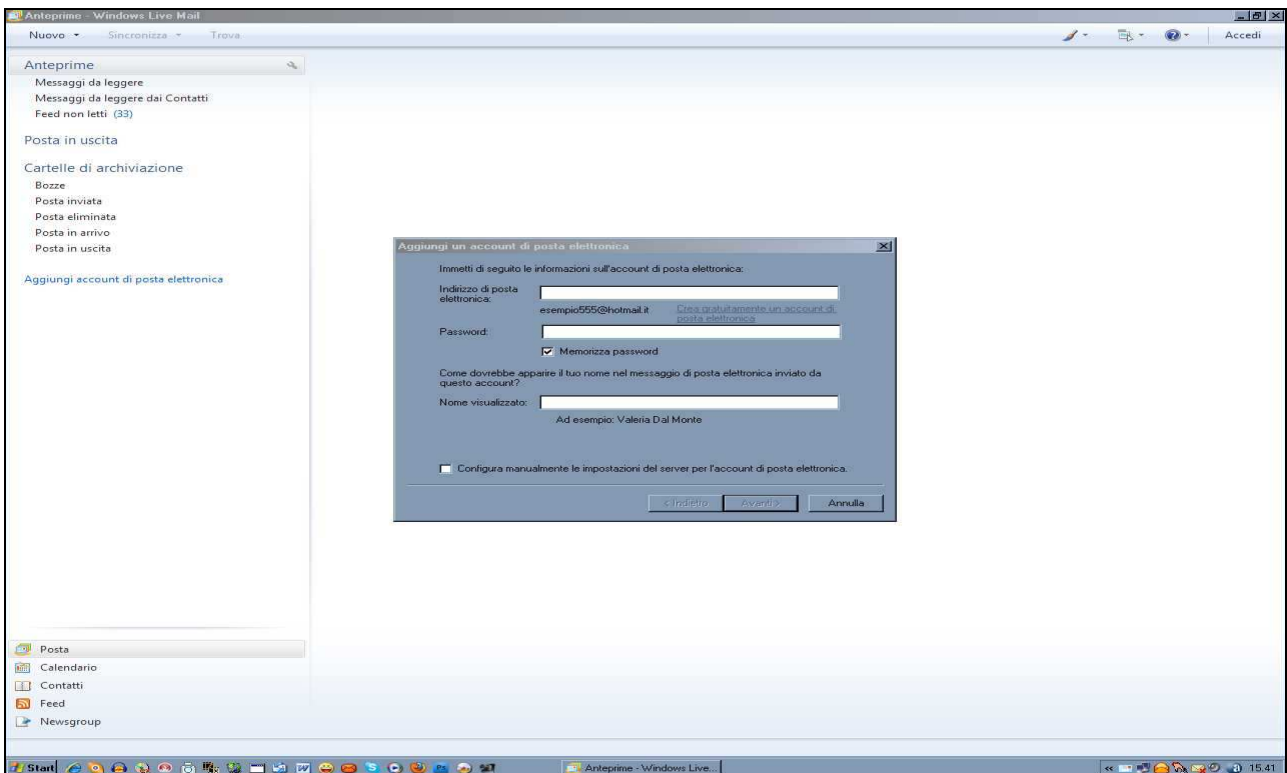 Anteprime - Windows Live Mail
Nuovo Sincronizza Trova Accedi
Anteprime
Messaggi da leggere
Messaggi da leggere dai Contatti
Feed non letti (33)
Posta in uscita
Cartelle di archiviazione
Bozze
Posta inviata
Posta eliminata
Posta in arrivo
Posta in uscita
Aggiungi account di posta elettronica
Aggiungi un account di posta elettronica
Immetti di seguito le informazioni sull'account di posta elettronica:
Indirizzo di posta
elettronica:
esempio555@hotmail.it Crea gratuitamente un account di
posta elettronica
Password:
Memorizza password
Come dovrebbe apparire il tuo nome nel messaggio di posta elettronica inviato da
questo account?
Nome visualizzato:
Ad esempio: Valeria Dal Monte
Configura manualmente le impostazioni del server per l'account di posta elettronica.
< Indietro Avanti > Annulla
Posta
Calendario
Contatti
Feed
Newsgroup
Start Anteprime - Windows Live... 15.41